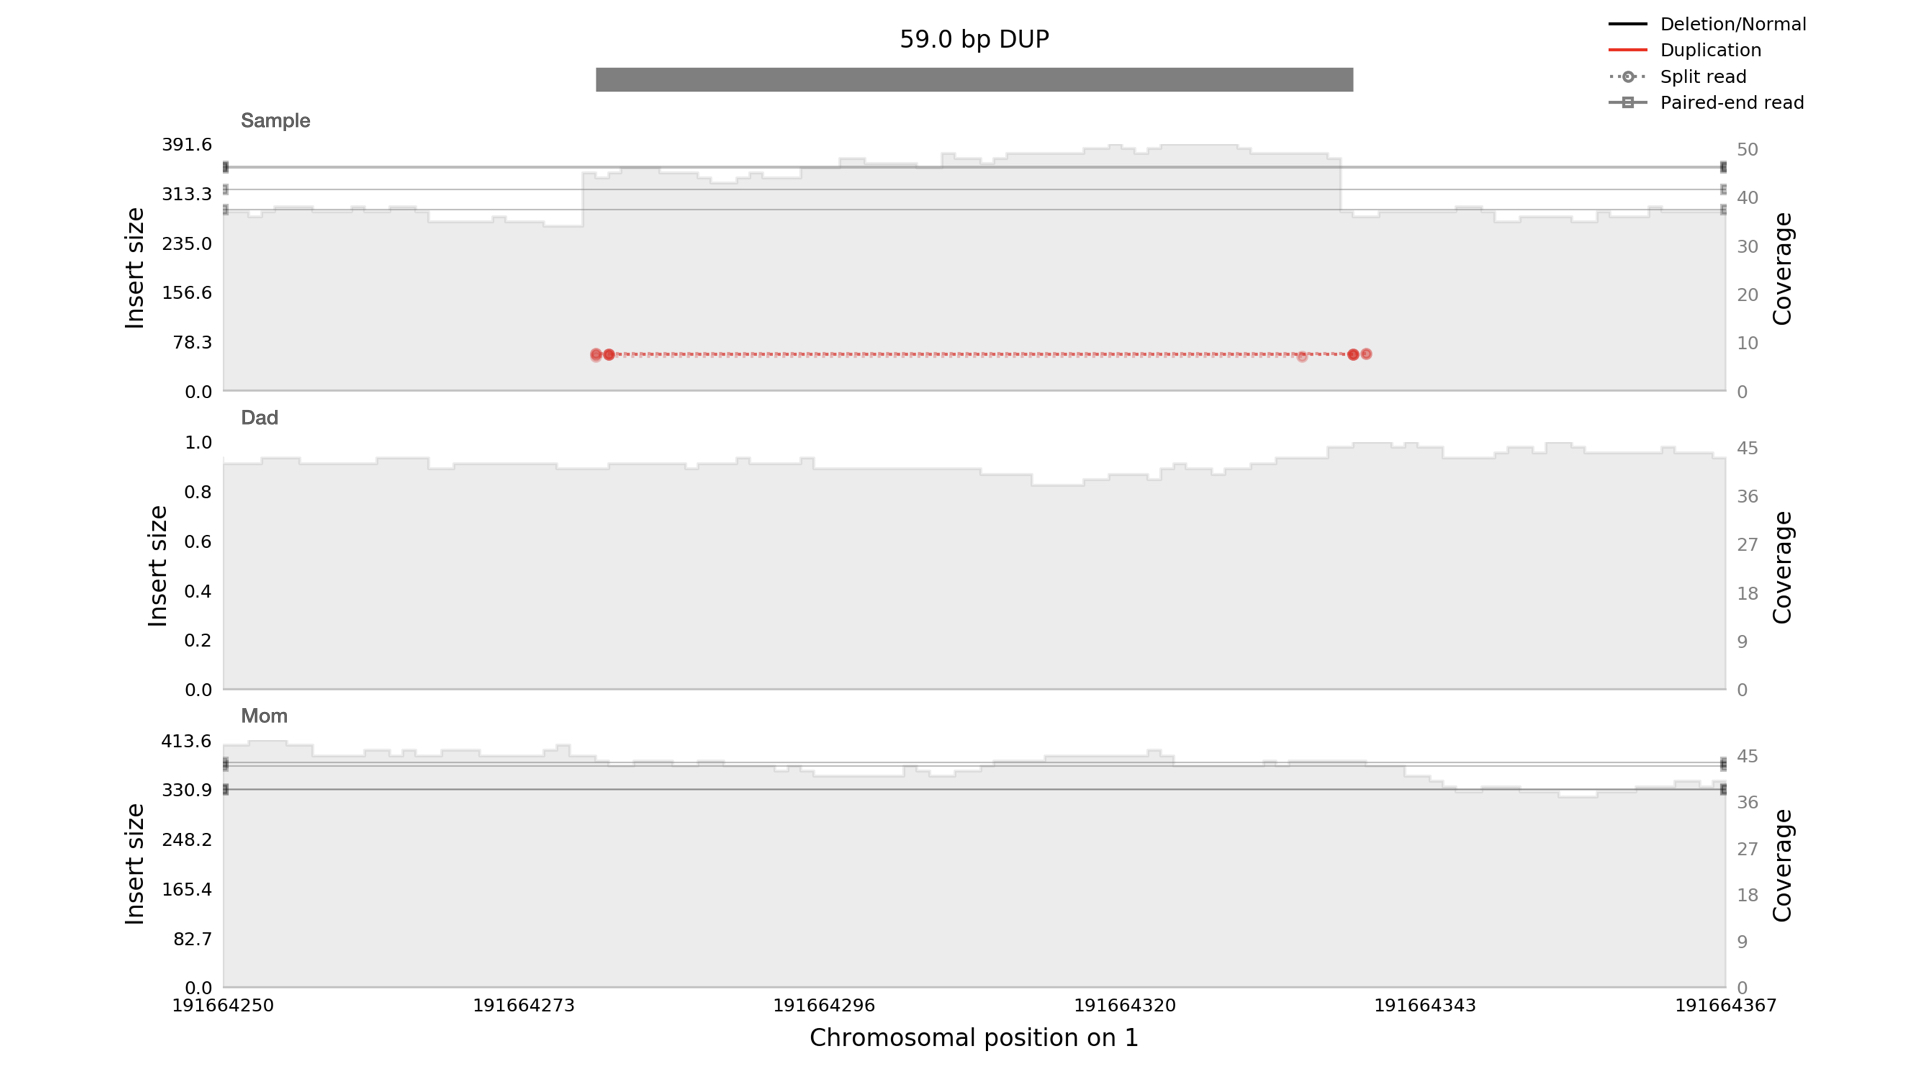 59.0 bp DUP
Deletion/Normal
Duplication
Split read
Paired-end read
Sample
391.6
313.3
235.0
156.6
78.3
0.0
Insert size
50
40
30
20
10
0
Coverage
Dad
1.0
0.8
0.6
0.4
0.2
0.0
Insert size
45
36
27
18
9
0
Coverage
Mom
413.6
330.9
248.2
165.4
82.7
0.0
Insert size
45
36
27
18
9
0
Coverage
191664250 191664273 191664296 191664320 191664343 191664367
Chromosomal position on 1